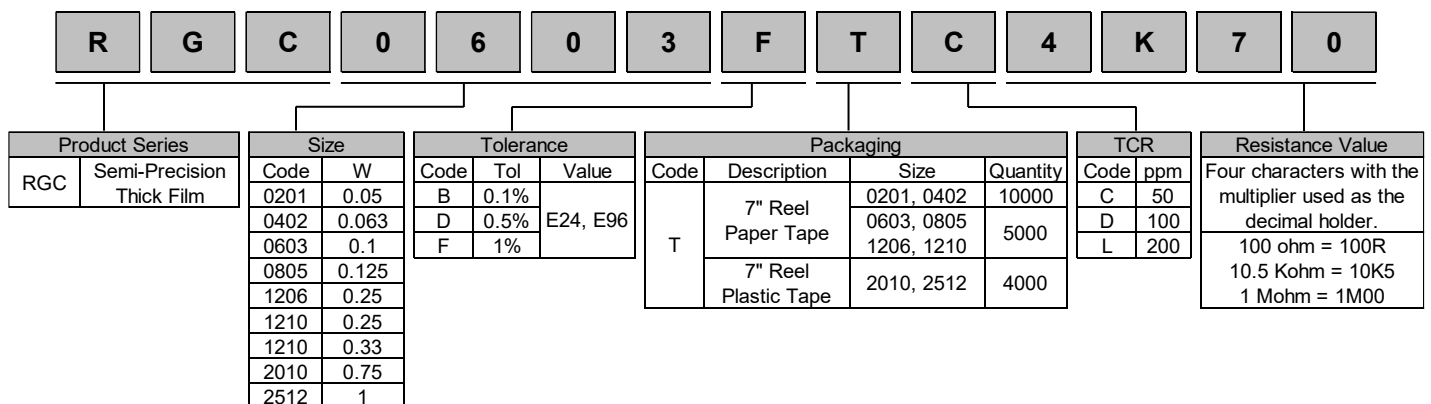 R G C 0 6 0 3 F T C 4 K 7 0
Product Series
RGC Semi-Precision
Thick Film
Size
Code W
0201 0.05
0402 0.063
0603 0.1
0805 0.125
1206 0.25
1210 0.25
1210 0.33
2010 0.75
2512 1
Tolerance
Code Tol Value
B 0.1%
D 0.5% E24, E96
F 1%
Packaging
Code Description Size Quantity
T
7" Reel
Paper Tape
0201, 0402 10000
0603, 0805
1206, 1210
5000
7" Reel
Plastic Tape
2010, 2512 4000
TCR
Code ppm
C 50
D 100
L 200
Resistance Value
Four characters with the
multiplier used as the
decimal holder.
100 ohm = 100R
10.5 Kohm = 10K5
1 Mohm = 1M00